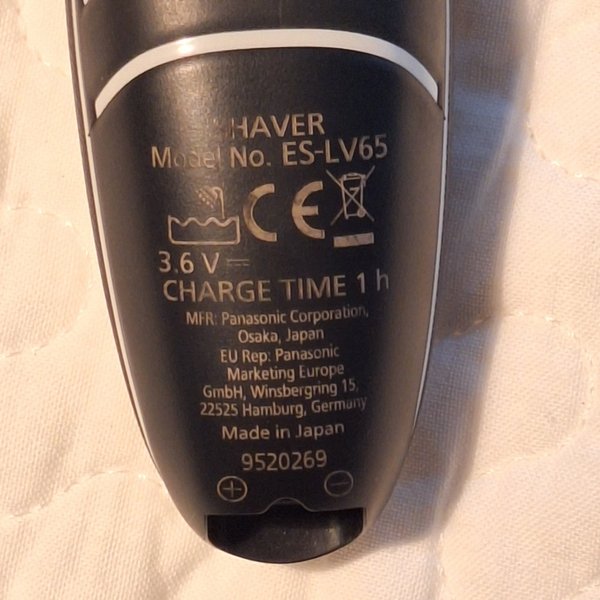 SHAVER
Model No. ES-LV65
CE
3.6 V
CHARGE TIME 1 h
MFR: Panasonic Corporation,
Osaka, Japan
EU Rep: Panasonic
Marketing Europe
GmbH, Winsbergring 15,
22525 Hamburg, Germany
Made in Japan
9520269
+ −